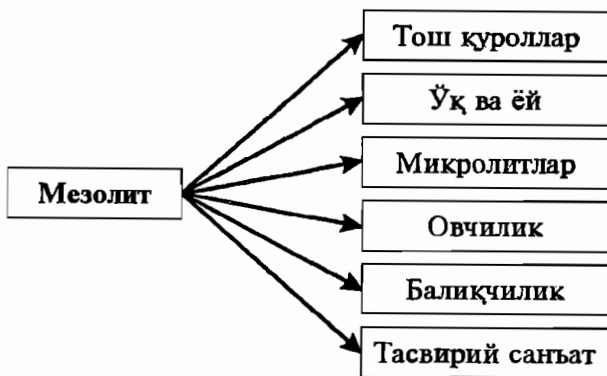 Мезолит
Тош қуроллар
Ўқ ва ёй
Микролитлар
Овчилик
Балиқчилик
Тасвирий санъат